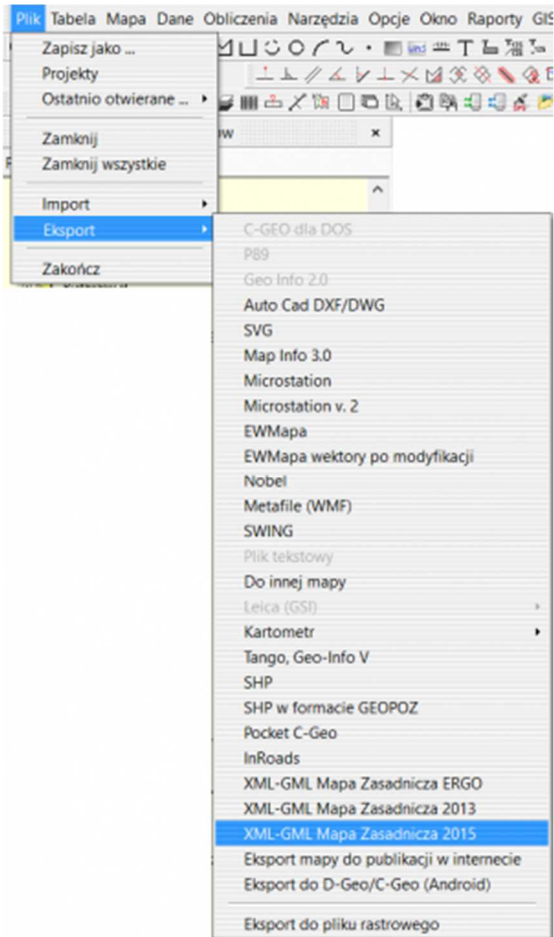 Plik Tabela Mapa Dane Obliczenia Narzędzia Opcje Okno Raporty GIS
Zapisz jako ...
Projekty
Ostatnio otwierane ...
Zamknij
Zamknij wszystkie
Import
Eksport
Zakończ
C-GEO dla DOS
P89
Geo Info 2.0
Auto Cad DXF/DWG
SVG
Map Info 3.0
Microstation
Microstation v. 2
EWMapa
EWMapa wektory po modyfikacji
Nobel
Metafile (WMF)
SWING
Plik tekstowy
Do innej mapy
Leica (GSI)
Kartometr
Tango, Geo-Info V
SHP
SHP w formacie GEOPOZ
Pocket C-Geo
InRoads
XML-GML Mapa Zasadnicza ERGO
XML-GML Mapa Zasadnicza 2013
XML-GML Mapa Zasadnicza 2015
Eksport mapy do publikacji w internecie
Eksport do D-Geo/C-Geo (Android)
Eksport do pliku rastrowego